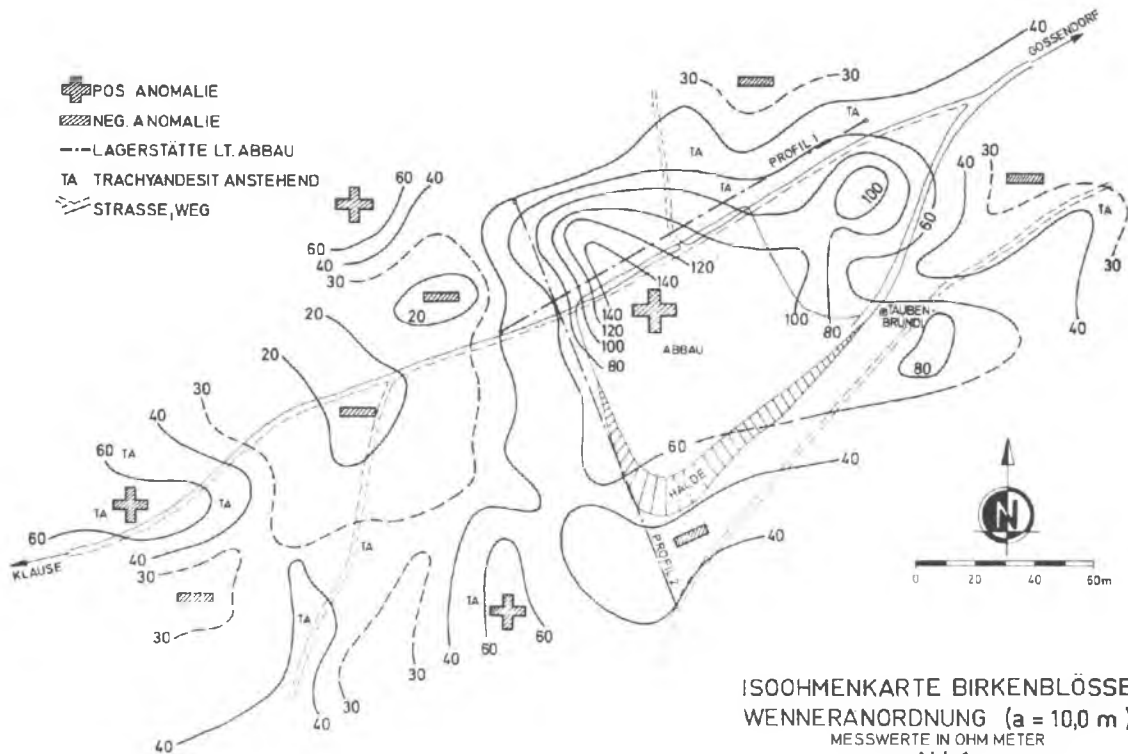 POS ANOMALIE
NEG. ANOMALIE
LAGERSTÄTTE LT. ABBAU
TA TRACHYANDESIT ANSTEHEND
STRASSE, WEG
40
GOSSENDORF
30
30
TA
PROFIL 1
TA
TA
60
40
60
40
30
100
60
40
30
TA
30
20
20
20
140
120
140
120
100
80
ABBAU
100
80
TAUBEN
BRÜNDL
40
80
30
40
60
TA
60
TA
TA
40
30
30
KLAUSE
TA
TA
40
40
40
30
30
TA
60
60
40
60
40
40
HALDE
PROFIL 2
N
0 20 40 60m
ISOOHMENKARTE BIRKENBLÖSSE
WENNERANORDNUNG (a = 10,0 m)
MESSWERTE IN OHM METER